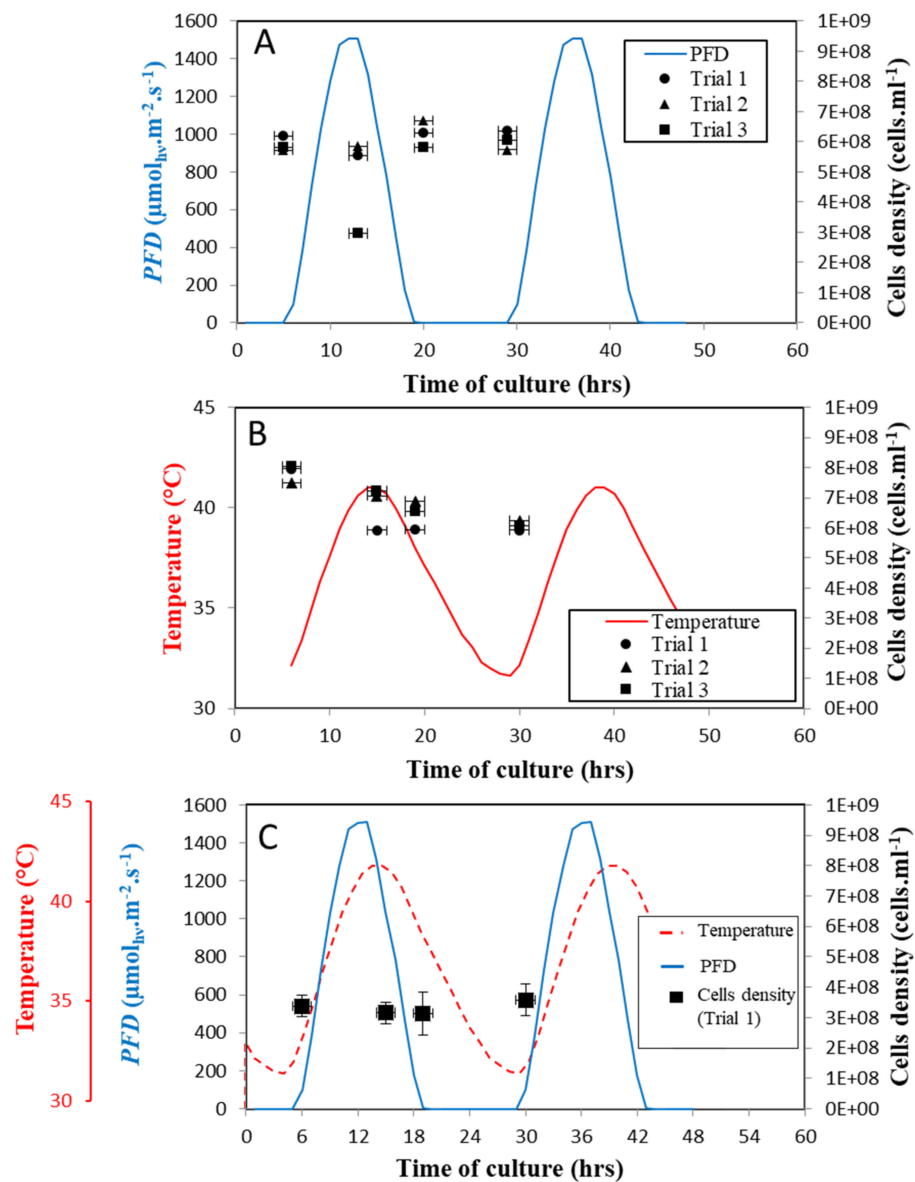 A
PFD (µmolhν.m-2.s-1)
1600
1400
1200
1000
800
600
400
200
0
PFD
Trial 1
Trial 2
Trial 3
1E+09
9E+08
8E+08
7E+08
6E+08
5E+08
4E+08
3E+08
2E+08
1E+08
0E+00
Cells density (cells.ml-1)
0 10 20 30 40 50 60
Time of culture (hrs)
B
Temperature (°C)
45
40
35
30
Temperature
Trial 1
Trial 2
Trial 3
1E+09
9E+08
8E+08
7E+08
6E+08
5E+08
4E+08
3E+08
2E+08
1E+08
0E+00
Cells density (cells.ml-1)
0 10 20 30 40 50 60
Time of culture (hrs)
C
Temperature (°C)
45
40
35
30
PFD (µmolhν.m-2.s-1)
1600
1400
1200
1000
800
600
400
200
0
Temperature
PFD
Cells density
(Trial 1)
1E+09
9E+08
8E+08
7E+08
6E+08
5E+08
4E+08
3E+08
2E+08
1E+08
0E+00
Cells density (cells.ml-1)
0 6 12 18 24 30 36 42 48 54 60
Time of culture (hrs)